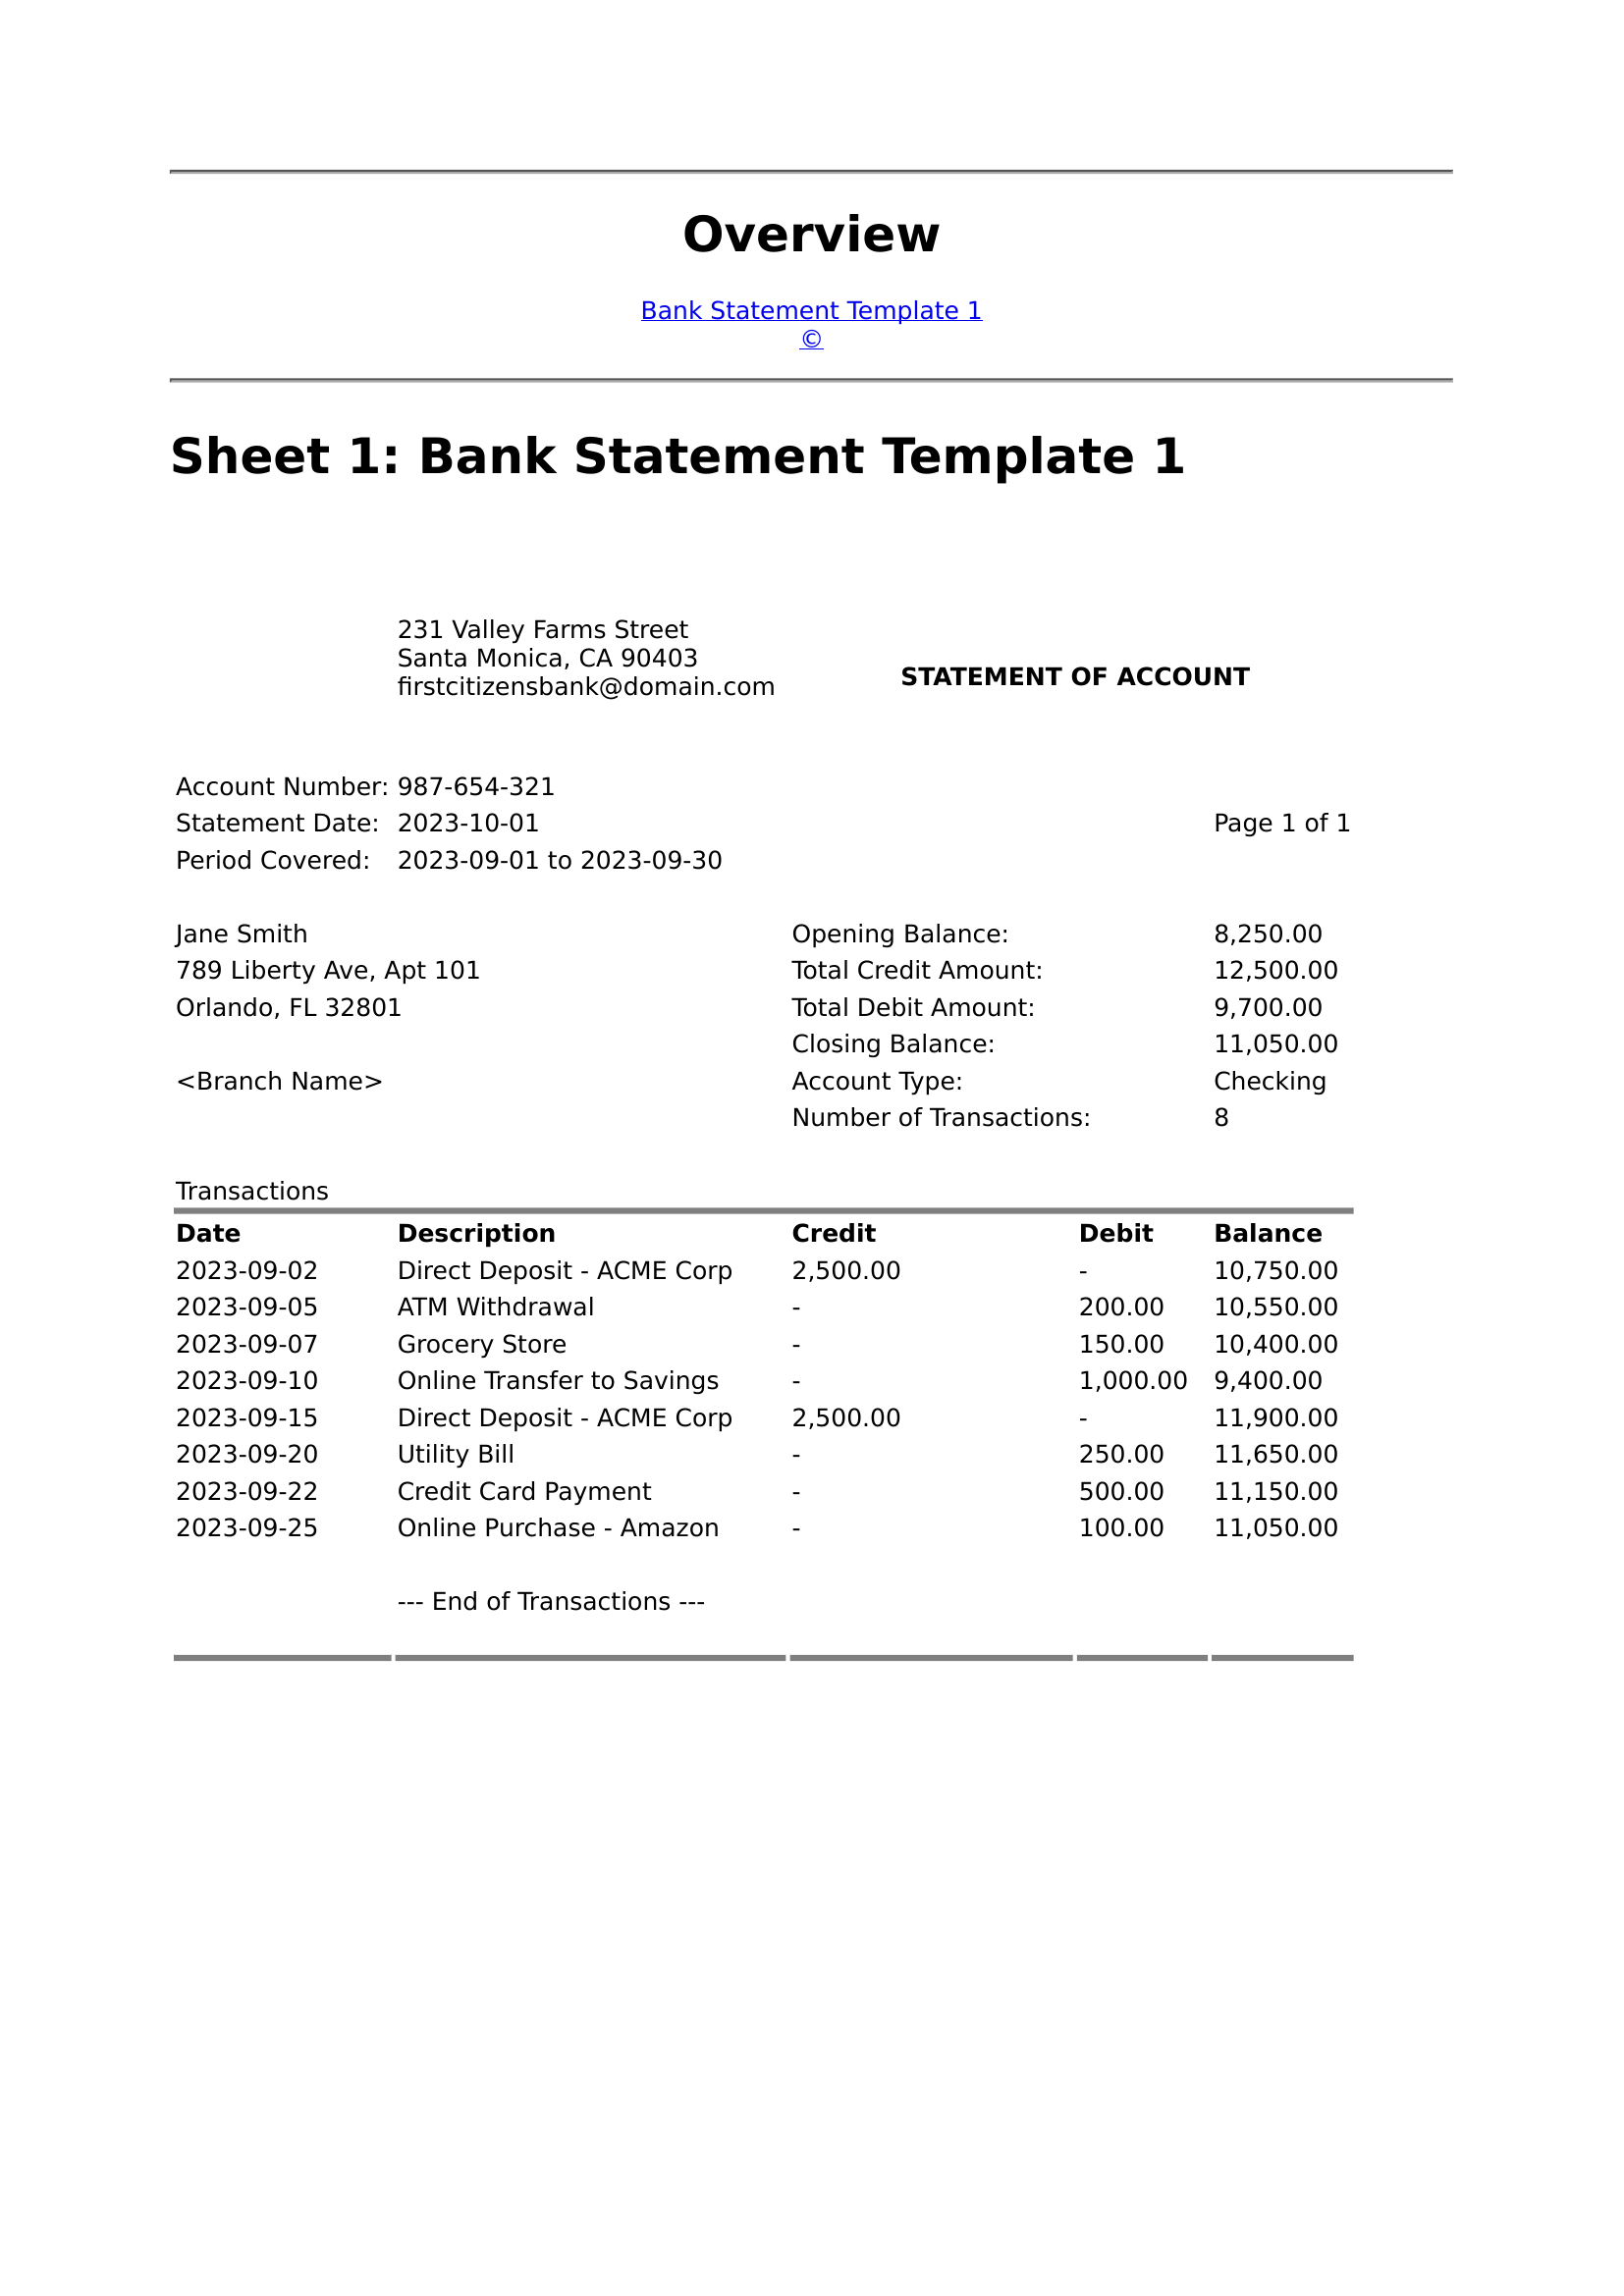 Overview
Bank Statement Template 1
©
Sheet 1: Bank Statement Template 1
231 Valley Farms Street
Santa Monica, CA 90403
firstcitizensbank@domain.com
STATEMENT OF ACCOUNT
Account Number: 987-654-321
Statement Date: 2023-10-01 Page 1 of 1
Period Covered: 2023-09-01 to 2023-09-30
Jane Smith Opening Balance: 8,250.00
789 Liberty Ave, Apt 101 Total Credit Amount: 12,500.00
Orlando, FL 32801 Total Debit Amount: 9,700.00
Closing Balance: 11,050.00
<Branch Name> Account Type: Checking
Number of Transactions: 8
Transactions
Date Description Credit Debit Balance
2023-09-02 Direct Deposit - ACME Corp 2,500.00 - 10,750.00
2023-09-05 ATM Withdrawal - 200.00 10,550.00
2023-09-07 Grocery Store - 150.00 10,400.00
2023-09-10 Online Transfer to Savings - 1,000.00 9,400.00
2023-09-15 Direct Deposit - ACME Corp 2,500.00 - 11,900.00
2023-09-20 Utility Bill - 250.00 11,650.00
2023-09-22 Credit Card Payment - 500.00 11,150.00
2023-09-25 Online Purchase - Amazon - 100.00 11,050.00
--- End of Transactions ---